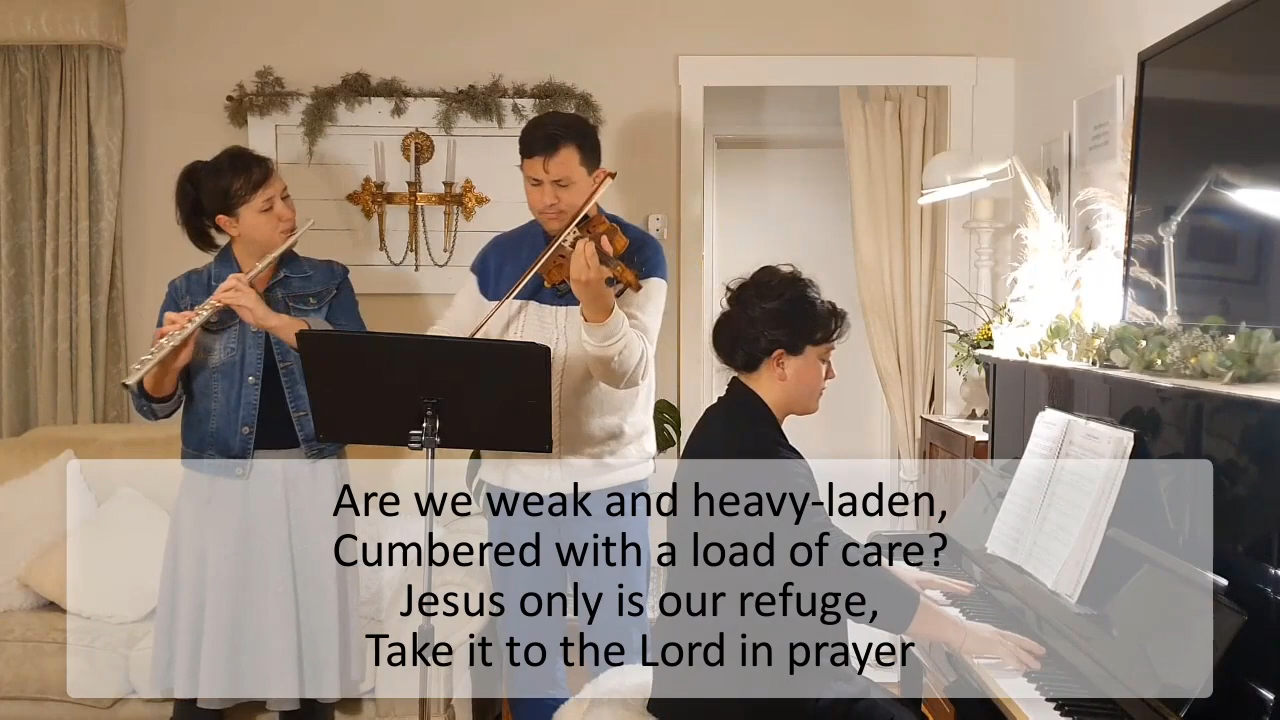 Are we weak and heavy-laden,
Cumbered with a load of care?
Jesus only is our refuge,
Take it to the Lord in prayer